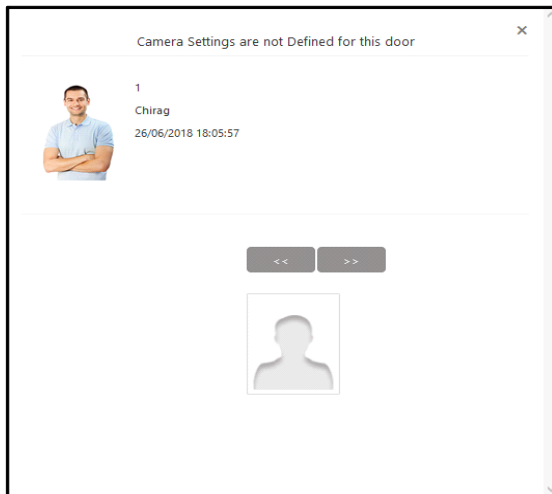 ×
Camera Settings are not Defined for this door
1
Chirag
26/06/2018 18:05:57
<< >>